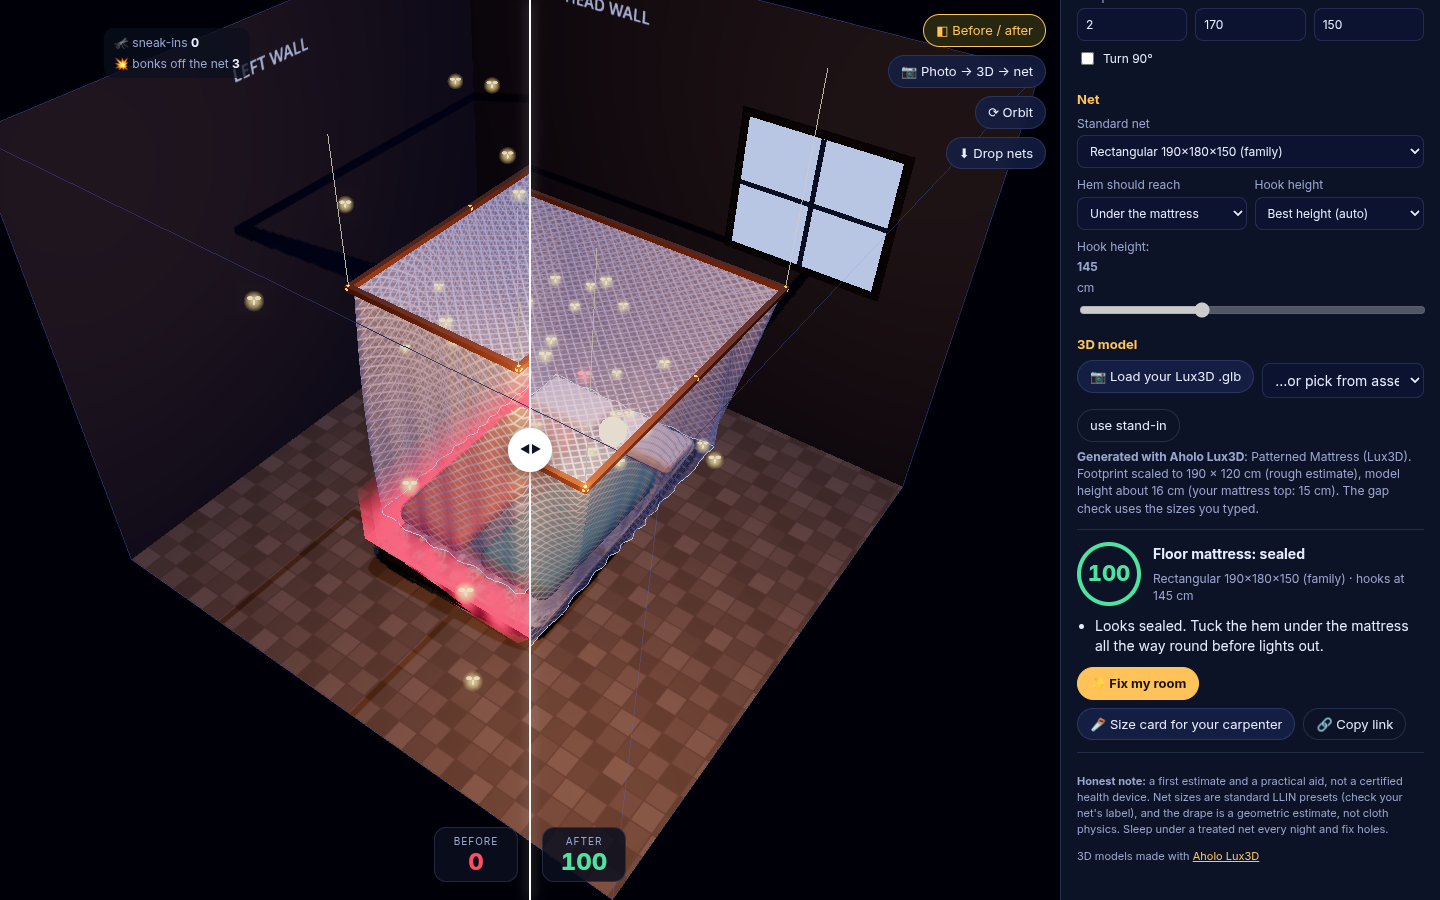 sneak-ins 0
bonks off the net 3
LEFT WALL
HEAD WALL
Before / after
Photo → 3D → net
Orbit
Drop nets
BEFORE
0
AFTER
100
2
170
150
Turn 90°
Net
Standard net
Rectangular 190×180×150 (family)
Hem should reach
Hook height
Under the mattress
Best height (auto)
Hook height:
145
cm
3D model
Load your Lux3D .glb
...or pick from asse
use stand-in
Generated with Aholo Lux3D: Patterned Mattress (Lux3D).
Footprint scaled to 190 × 120 cm (rough estimate), model
height about 16 cm (your mattress top: 15 cm). The gap
check uses the sizes you typed.
100
Floor mattress: sealed
Rectangular 190×180×150 (family) · hooks at
145 cm
Looks sealed. Tuck the hem under the mattress
all the way round before lights out.
Fix my room
Size card for your carpenter
Copy link
Honest note: a first estimate and a practical aid, not a certified
health device. Net sizes are standard LLIN presets (check your
net's label), and the drape is a geometric estimate, not cloth
physics. Sleep under a treated net every night and fix holes.
3D models made with Aholo Lux3D